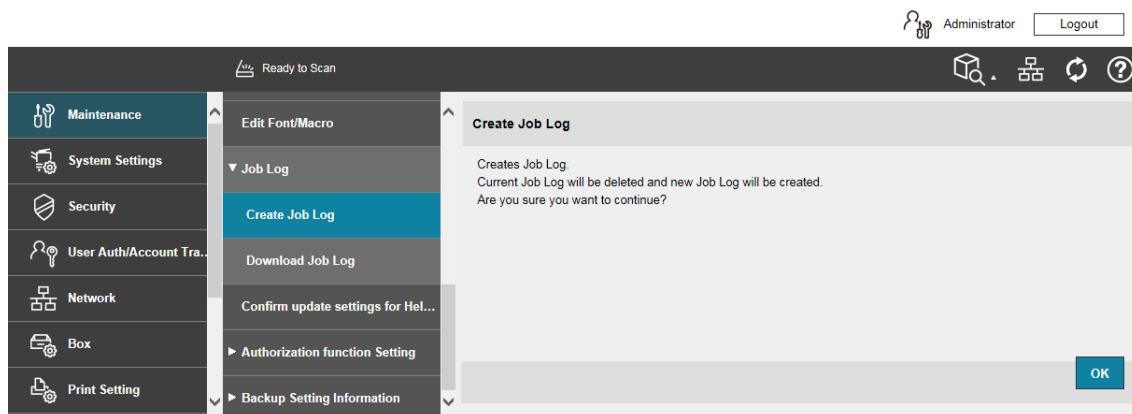 Administrator
Logout
Ready to Scan
Maintenance
System Settings
Security
User Auth/Account Tra..
Network
Box
Print Setting
Edit Font/Macro
Job Log
Create Job Log
Download Job Log
Confirm update settings for Hel...
Authorization function Setting
Backup Setting Information
Create Job Log
Creates Job Log.
Current Job Log will be deleted and new Job Log will be created.
Are you sure you want to continue?
OK